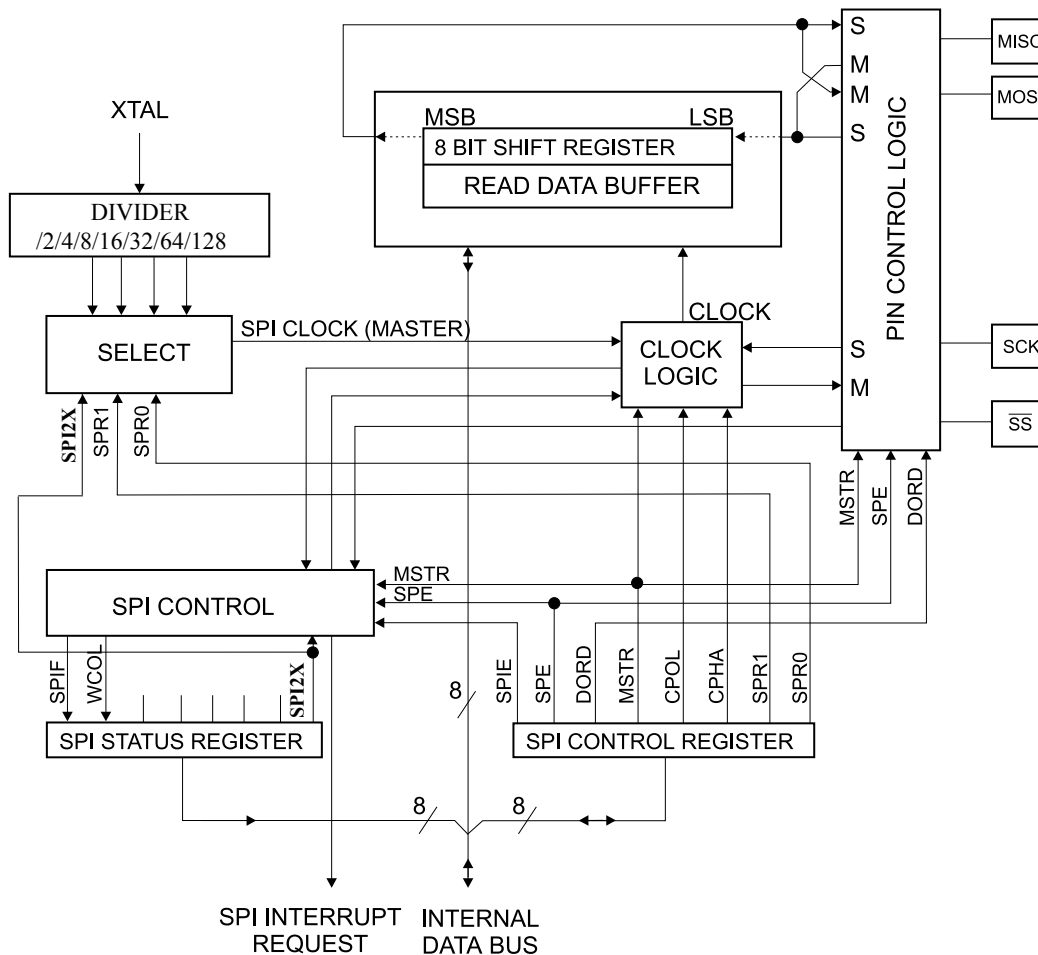 S
MISO
M
MOSI
M
XTAL
MSB
LSB
S
8 BIT SHIFT REGISTER
READ DATA BUFFER
PIN CONTROL LOGIC
DIVIDER
/2/4/8/16/32/64/128
CLOCK
SPI CLOCK (MASTER)
SELECT
CLOCK
LOGIC
S
SCK
M
SPI2X
SPR1
SPR0
SS
MSTR
SPE
DORD
MSTR
SPE
SPI CONTROL
SPIF
WCOL
SPI2X
8
SPIE
SPE
DORD
MSTR
CPOL
CPHA
SPR1
SPR0
SPI STATUS REGISTER
SPI CONTROL REGISTER
8
8
SPI INTERRUPT
REQUEST
INTERNAL
DATA BUS